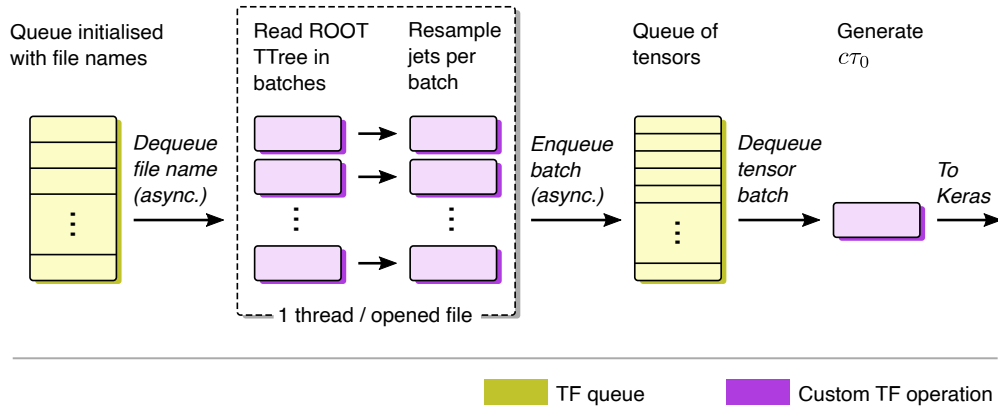 Queue initialised
with file names
Read ROOT
TTree in
batches
Resample
jets per
batch
Queue of
tensors
Generate
cτ₀
Dequeue
file name
(async.)
Enqueue
batch
(async.)
Dequeue
tensor
batch
To
Keras
1 thread / opened file
TF queue
Custom TF operation